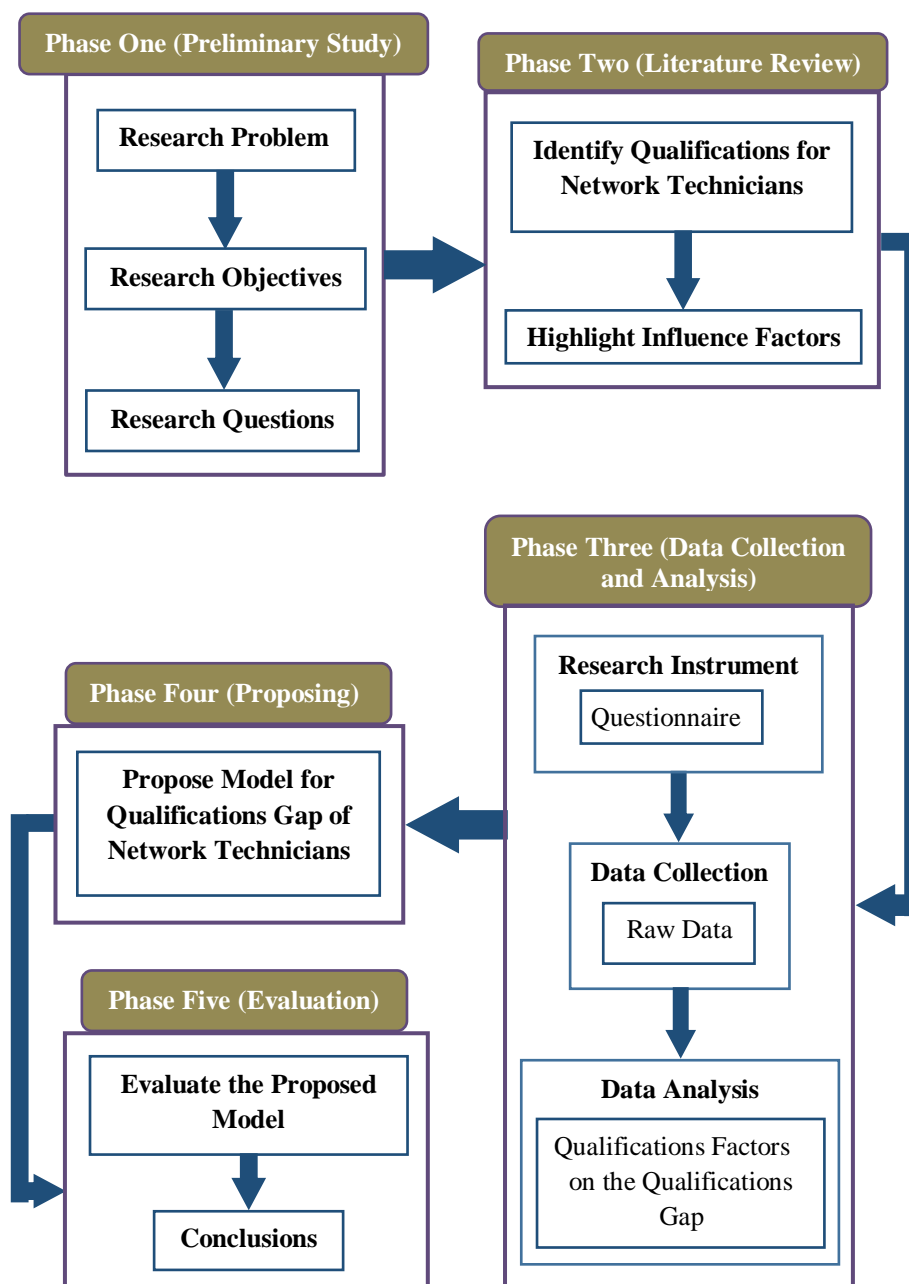 Phase One (Preliminary Study)
Research Problem
Research Objectives
Research Questions
Phase Two (Literature Review)
Identify Qualifications for
Network Technicians
Highlight Influence Factors
Phase Three (Data Collection
and Analysis)
Research Instrument
Questionnaire
Data Collection
Raw Data
Data Analysis
Qualifications Factors
on the Qualifications
Gap
Phase Four (Proposing)
Propose Model for
Qualifications Gap of
Network Technicians
Phase Five (Evaluation)
Evaluate the Proposed
Model
Conclusions